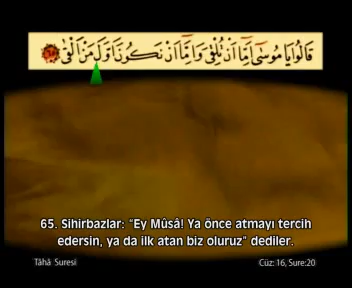 قَالُوا يَا مُوسٰٓى اِمَّٓا اَنْ تُلْقِيَ وَاِمَّٓا اَنْ نَكُونَ اَوَّلَ مَنْ اَلْقٰى ﴿٦٥﴾
65. Sihirbazlar: "Ey Mûsâ! Ya önce atmayı tercih
edersin, ya da ilk atan biz oluruz" dediler.
Tâhâ Suresi Cüz: 16, Sure:20